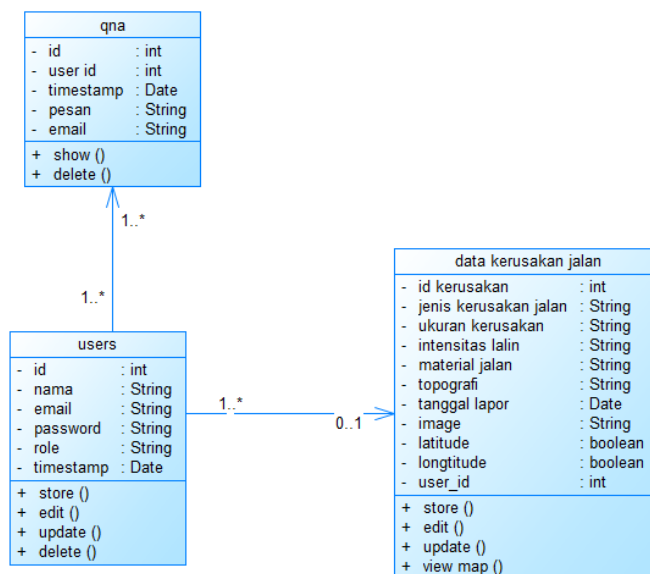 qna
- id : int
- user id : int
- timestamp : Date
- pesan : String
- email : String
+ show ()
+ delete ()
1..*
1..*
users
- id : int
- nama : String
- email : String
- password : String
- role : String
- timestamp : Date
+ store ()
+ edit ()
+ update ()
+ delete ()
1..*
0..1
data kerusakan jalan
- id kerusakan : int
- jenis kerusakan jalan : String
- ukuran kerusakan : String
- intensitas lalin : String
- material jalan : String
- topografi : String
- tanggal lapor : Date
- image : String
- latitude : boolean
- longtitude : boolean
- user_id : int
+ store ()
+ edit ()
+ update ()
+ view map ()